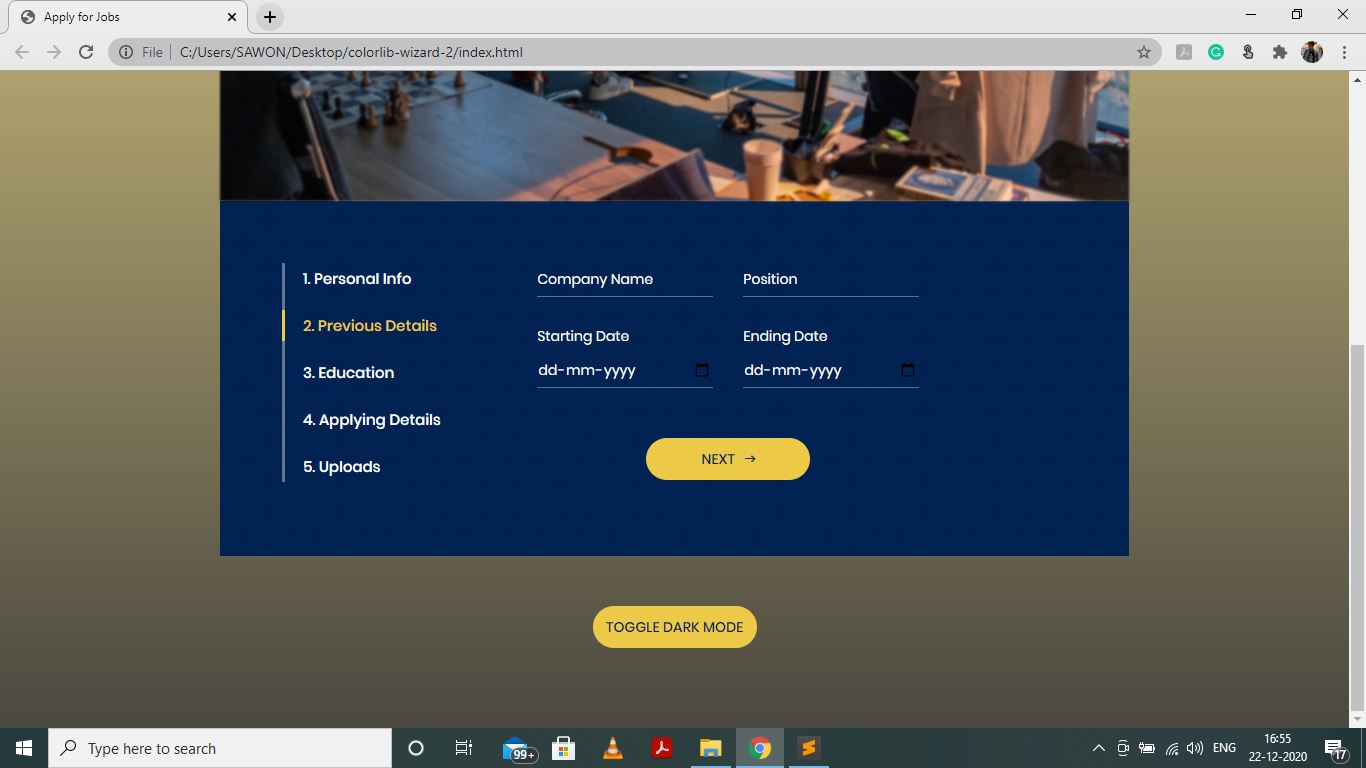 Apply for Jobs
File
C:/Users/SAWON/Desktop/colorlib-wizard-2/index.html
1. Personal Info
2. Previous Details
3. Education
4. Applying Details
5. Uploads
Company Name
Position
Starting Date
Ending Date
dd-mm-yyyy
dd-mm-yyyy
NEXT →
TOGGLE DARK MODE
Type here to search
99+
ENG
16:55
22-12-2020
17